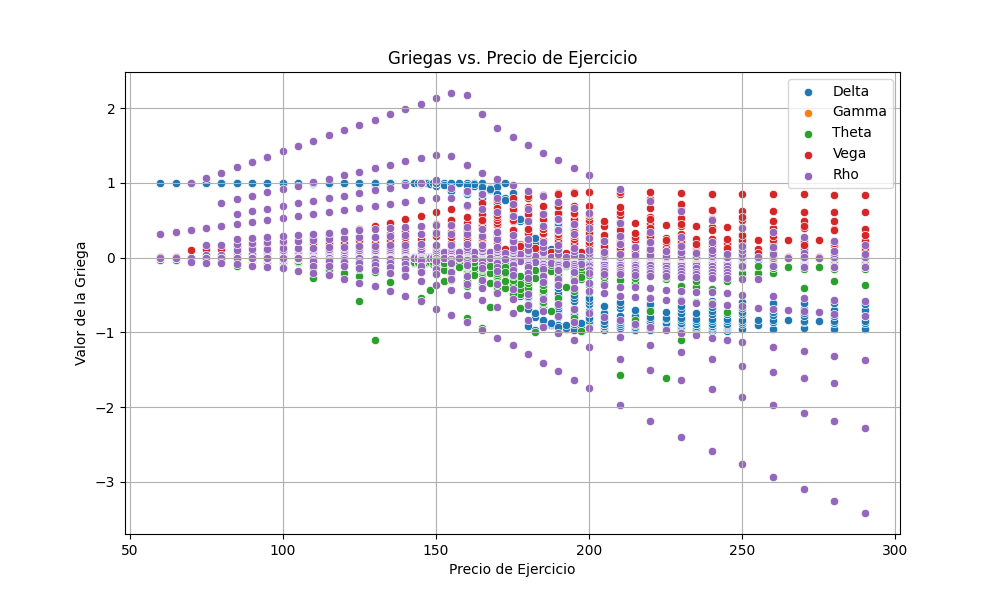 Griegas vs. Precio de Ejercicio
Delta
Gamma
Theta
Vega
Rho
2
1
0
−1
−2
−3
Valor de la Griega
50
100
150
200
250
300
Precio de Ejercicio